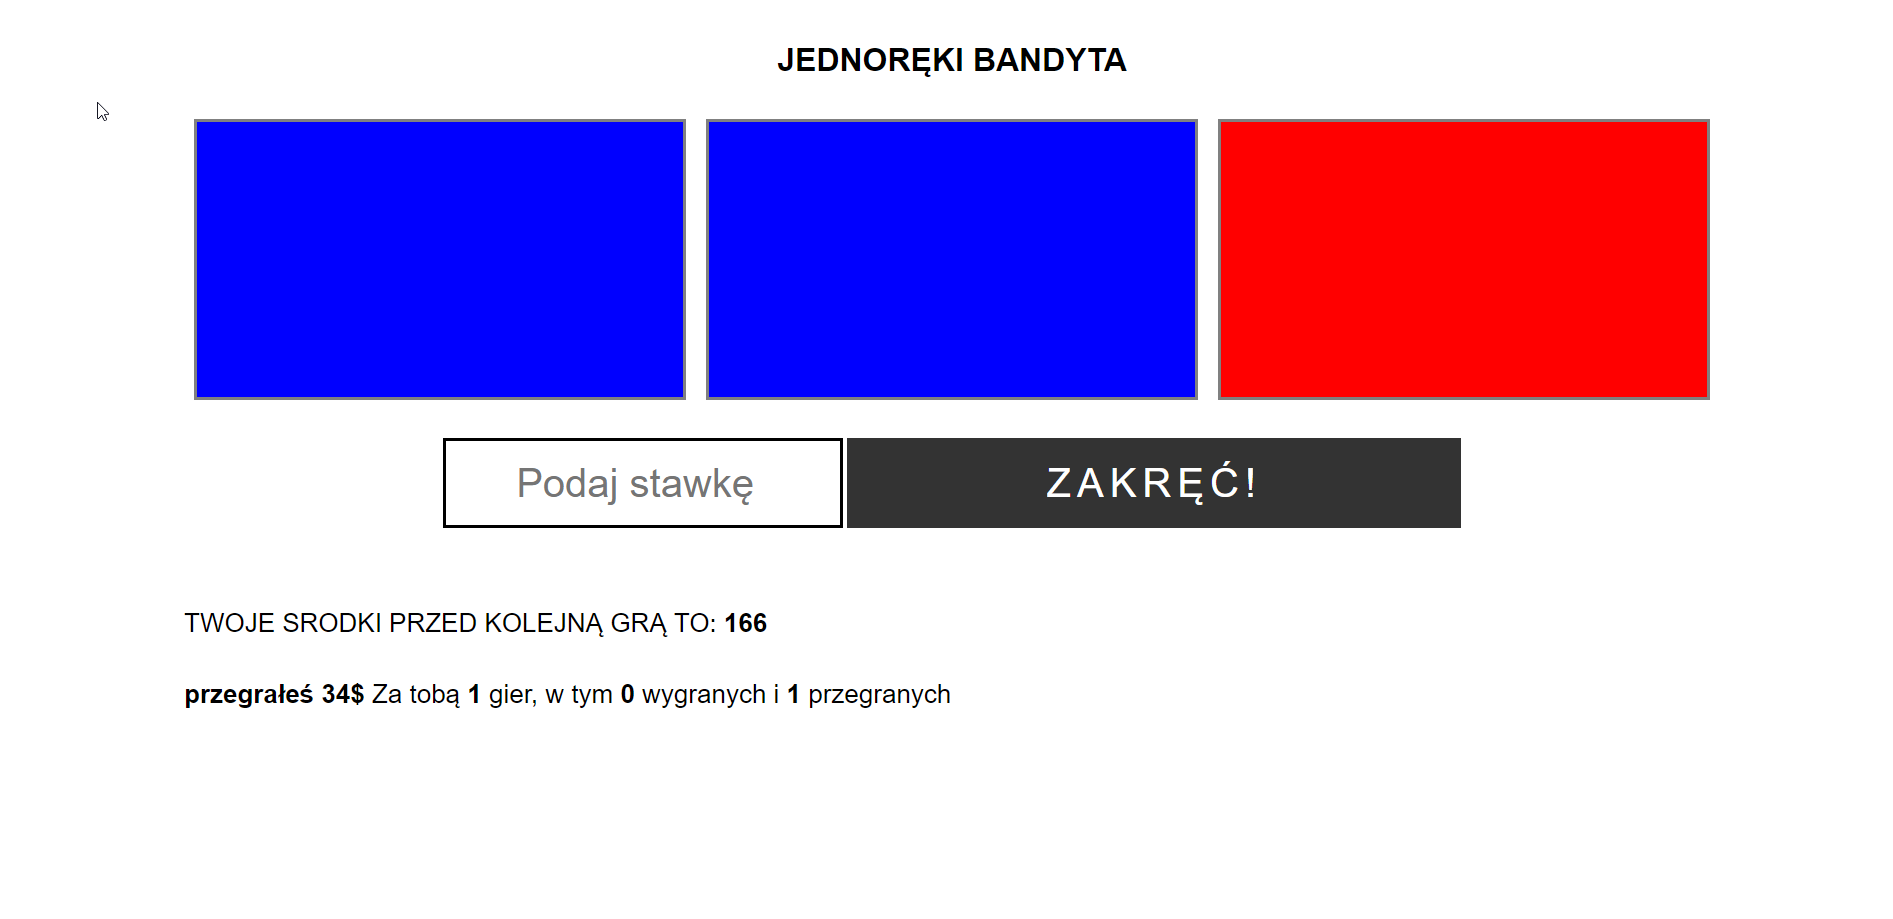 JEDNORĘKI BANDYTA
Podaj stawkę
ZAKRĘĆ!
TWOJE SRODKI PRZED KOLEJNĄ GRĄ TO: 166
przegrałeś 34$ Za tobą 1 gier, w tym 0 wygranych i 1 przegranych